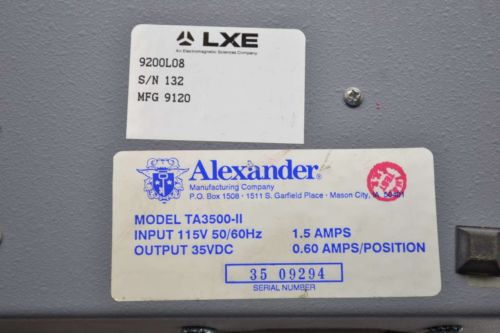 LXE
An Electromagnetic Sciences Company
9200L08
S/N 132
MFG 9120
Alexander
Manufacturing Company
P.O. Box 1508 · 1511 S. Garfield Place · Mason City, IA 50401
MODEL TA3500-II
INPUT 115V 50/60Hz 1.5 AMPS
OUTPUT 35VDC 0.60 AMPS/POSITION
35 09294
SERIAL NUMBER